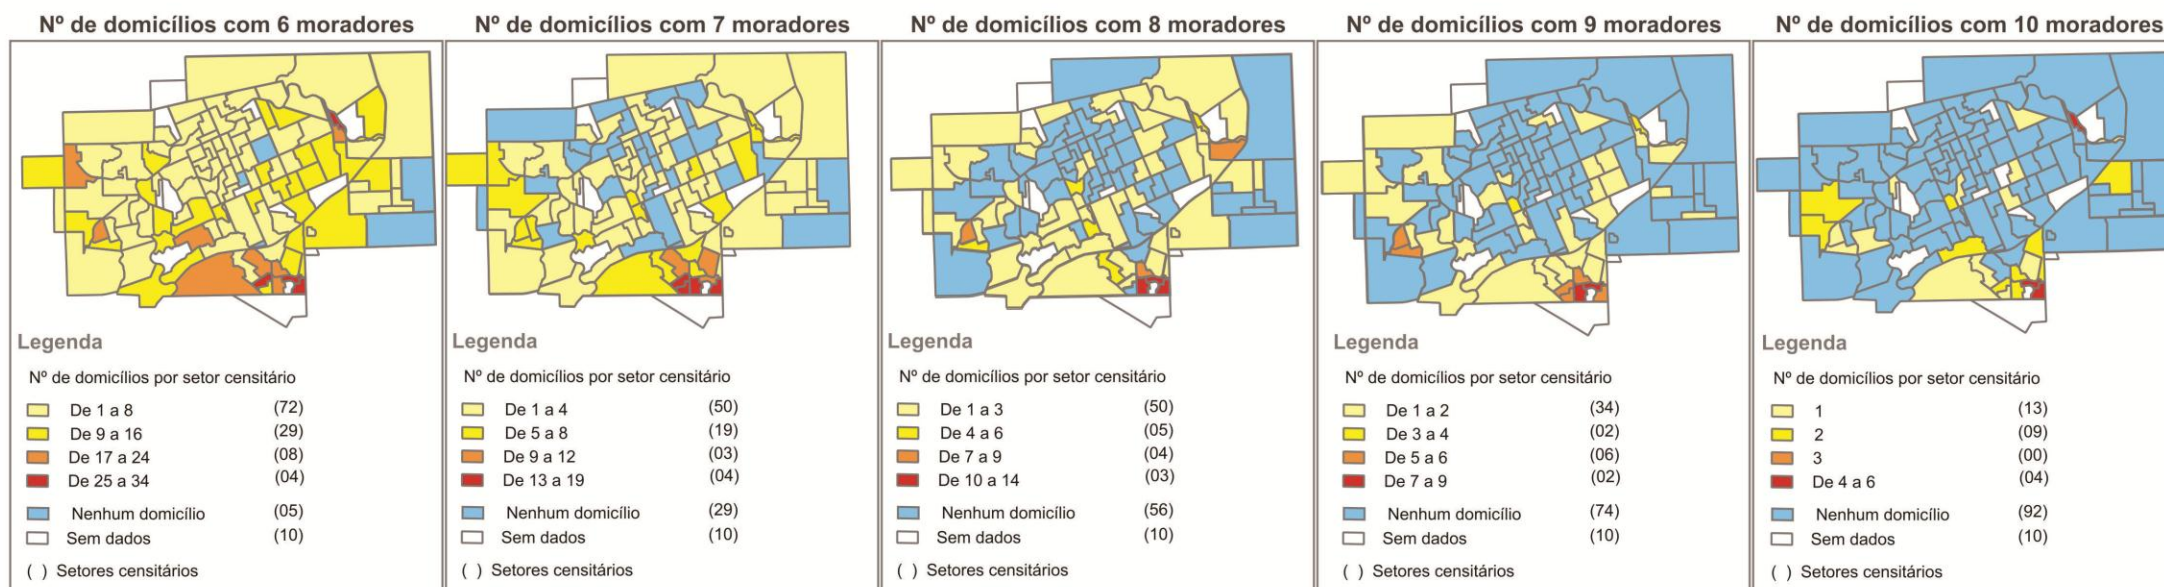 Nº de domicílios com 6 moradores
Legenda
Nº de domicílios por setor censitário
De 1 a 8 (72)
De 9 a 16 (29)
De 17 a 24 (08)
De 25 a 34 (04)
Nenhum domicílio (05)
Sem dados (10)
( ) Setores censitários
Nº de domicílios com 7 moradores
Legenda
Nº de domicílios por setor censitário
De 1 a 4 (50)
De 5 a 8 (19)
De 9 a 12 (03)
De 13 a 19 (04)
Nenhum domicílio (29)
Sem dados (10)
( ) Setores censitários
Nº de domicílios com 8 moradores
Legenda
Nº de domicílios por setor censitário
De 1 a 3 (50)
De 4 a 6 (05)
De 7 a 9 (04)
De 10 a 14 (03)
Nenhum domicílio (56)
Sem dados (10)
( ) Setores censitários
Nº de domicílios com 9 moradores
Legenda
Nº de domicílios por setor censitário
De 1 a 2 (34)
De 3 a 4 (02)
De 5 a 6 (06)
De 7 a 9 (02)
Nenhum domicílio (74)
Sem dados (10)
( ) Setores censitários
Nº de domicílios com 10 moradores
Legenda
Nº de domicílios por setor censitário
1 (13)
2 (09)
3 (00)
De 4 a 6 (04)
Nenhum domicílio (92)
Sem dados (10)
( ) Setores censitários